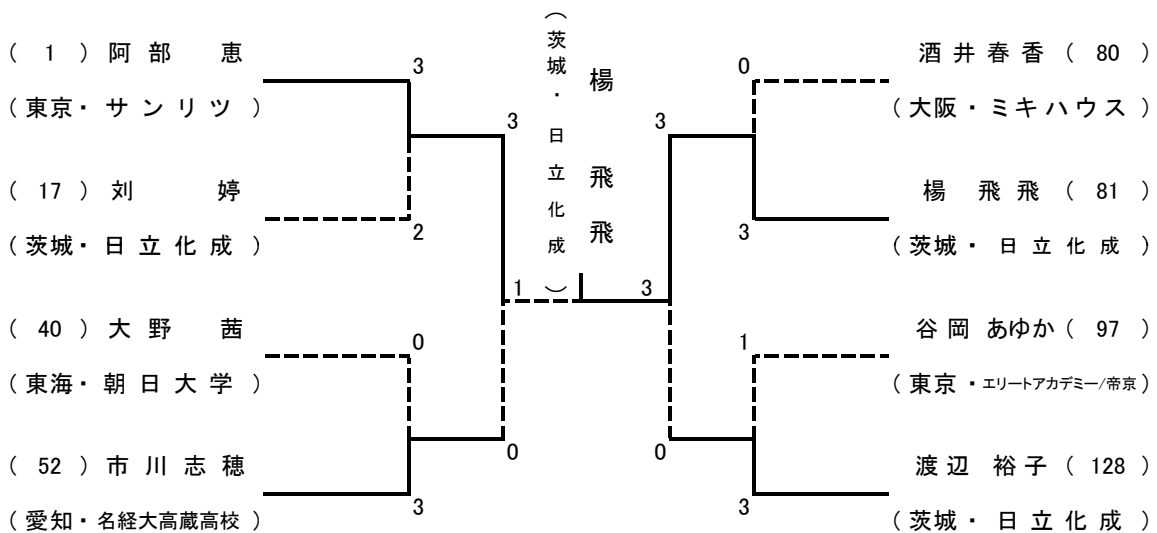 ( 1 ) 阿 部 恵
3
( 東京・ サ ン リ ツ )
( 17 ) 刘 婷
2
( 茨城・ 日 立 化 成 )
3
( 40 ) 大 野 茜
0
( 東海・ 朝 日 大 学 )
( 52 ) 市 川 志 穂
3
( 愛知・ 名経大高蔵高校 )
0
1
(茨城・日立化成)
楊 飛飛
3
3
0
酒 井 春 香 ( 80 )
0
( 大阪・ミキハウス )
楊 飛 飛 ( 81 )
3
( 茨城・ 日 立 化 成 )
谷 岡 あゆか ( 97 )
1
( 東京・エリートアカデミー/帝京 )
渡 辺 裕 子 ( 128 )
3
( 茨城・ 日 立 化 成 )